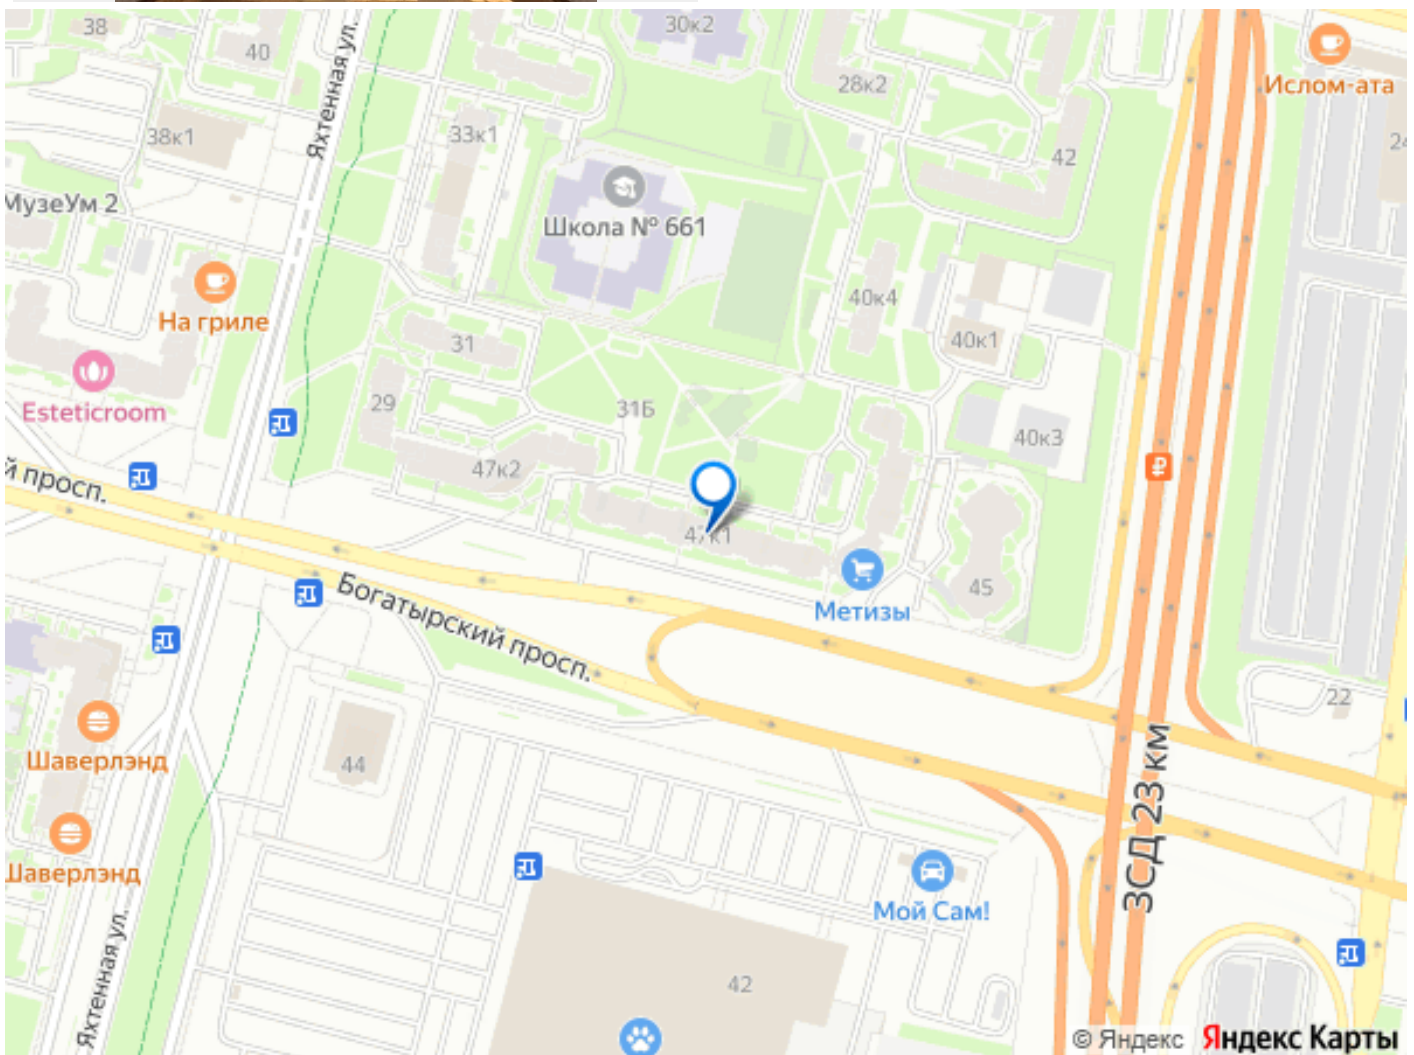 38
40
Яхтенная ул.
30к2
28к2
Ислом-ата
38к1
33к1
42
24
МузеУм 2
Школа № 661
На гриле
40к4
40к1
31
Esteticroom
29
31Б
40к3
й просп.
47к2
47к1
45
Метизы
Богатырский просп.
22
Шаверлэнд
44
ЗСД 23 км
Шаверлэнд
Мой Сам!
Яхтенная ул.
42
© Яндекс Яндекс Карты